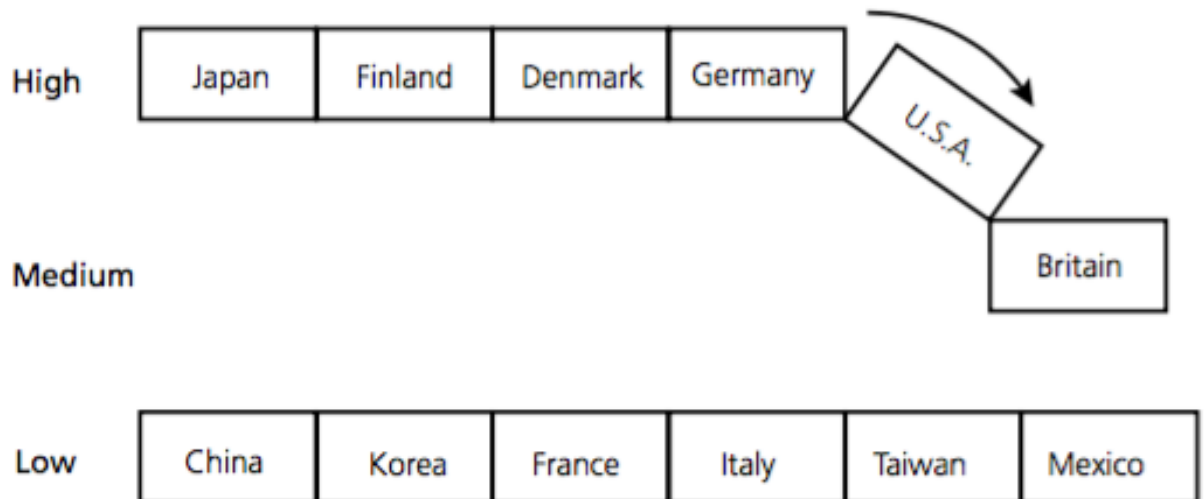 High Japan Finland Denmark Germany
U.S.A.
Medium Britain
Low China Korea France Italy Taiwan Mexico